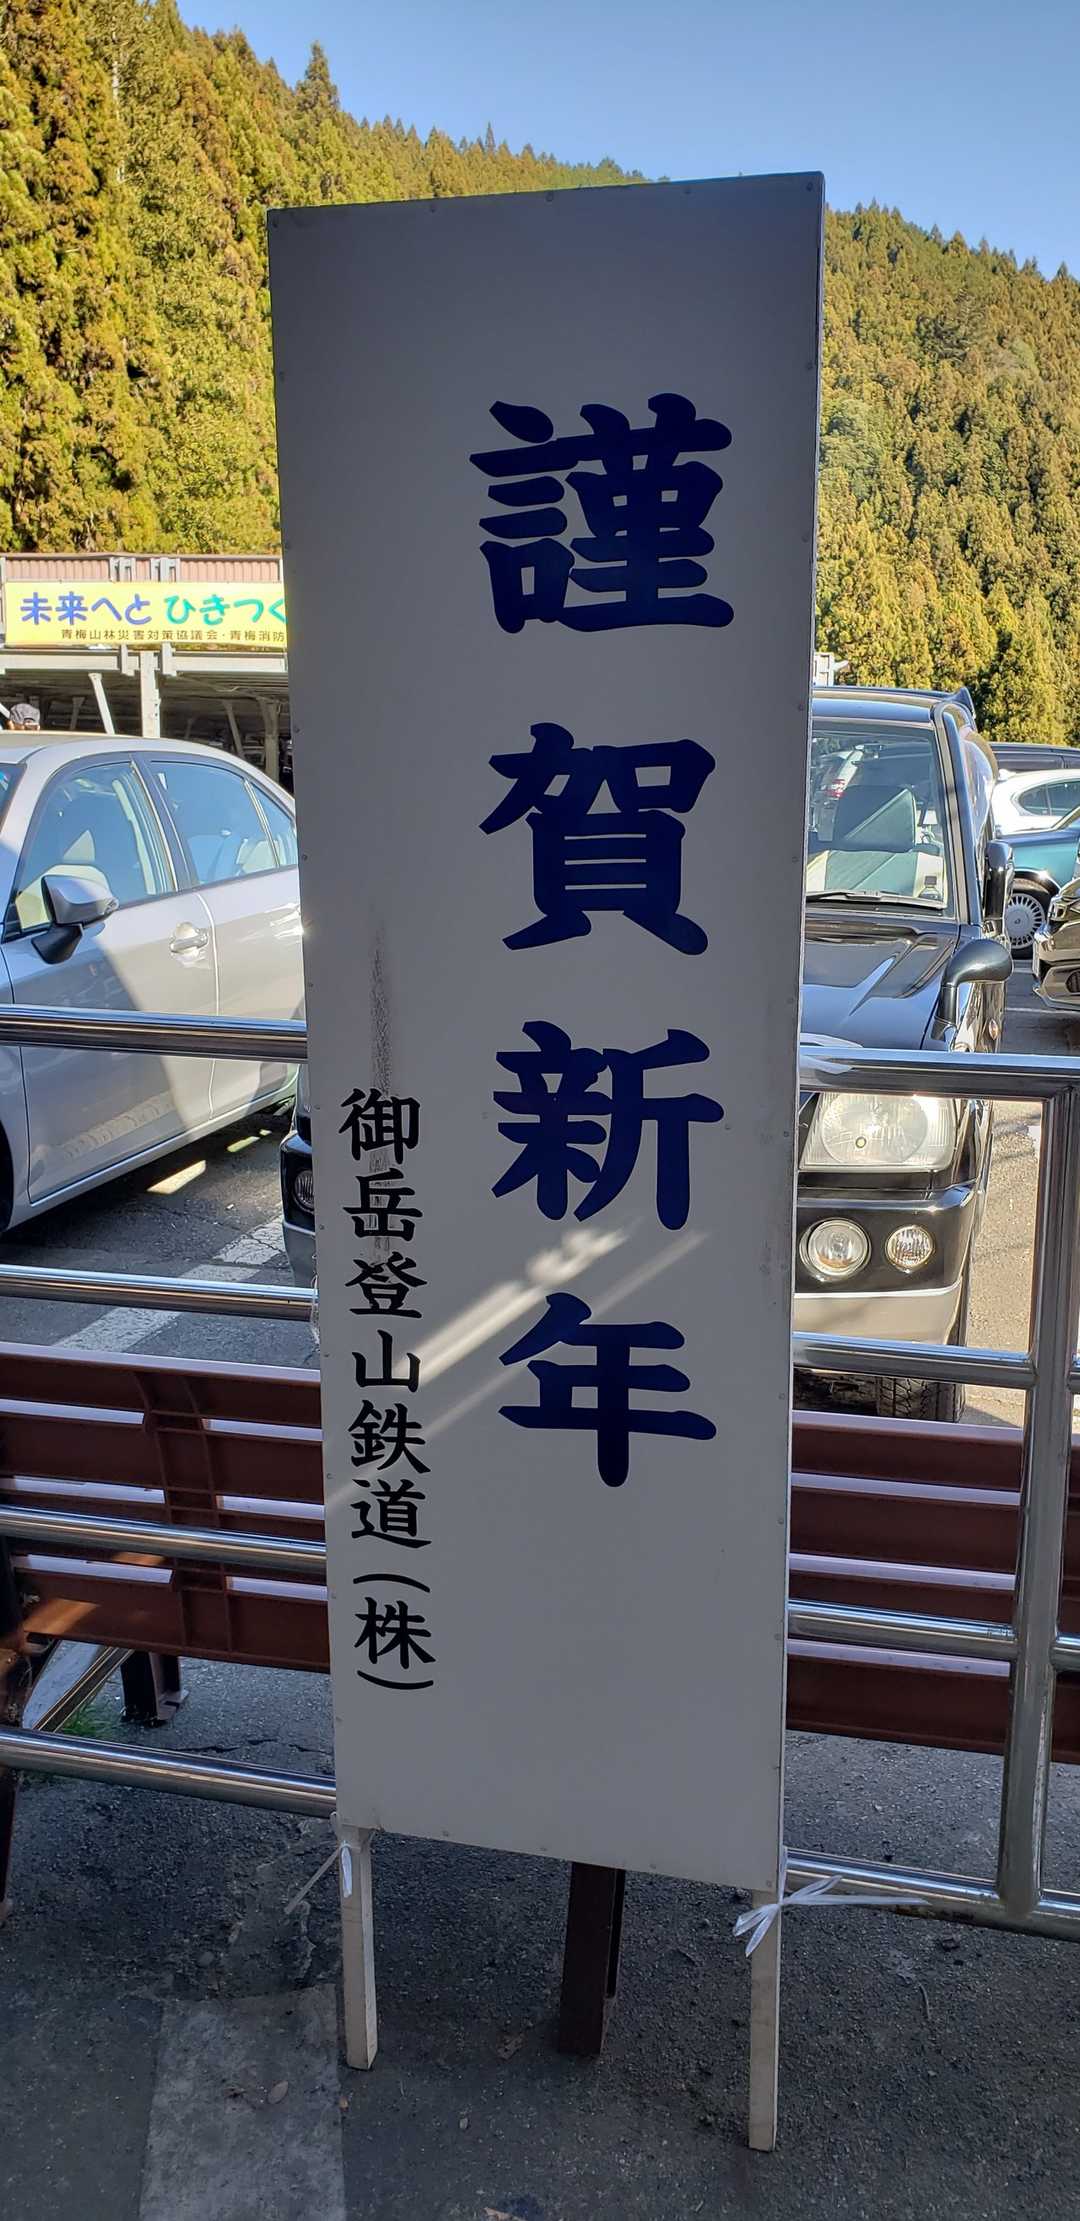 謹賀新年
御岳登山鉄道(株)
未来へと ひきつ
青梅山林災害対策協議会・青梅消防